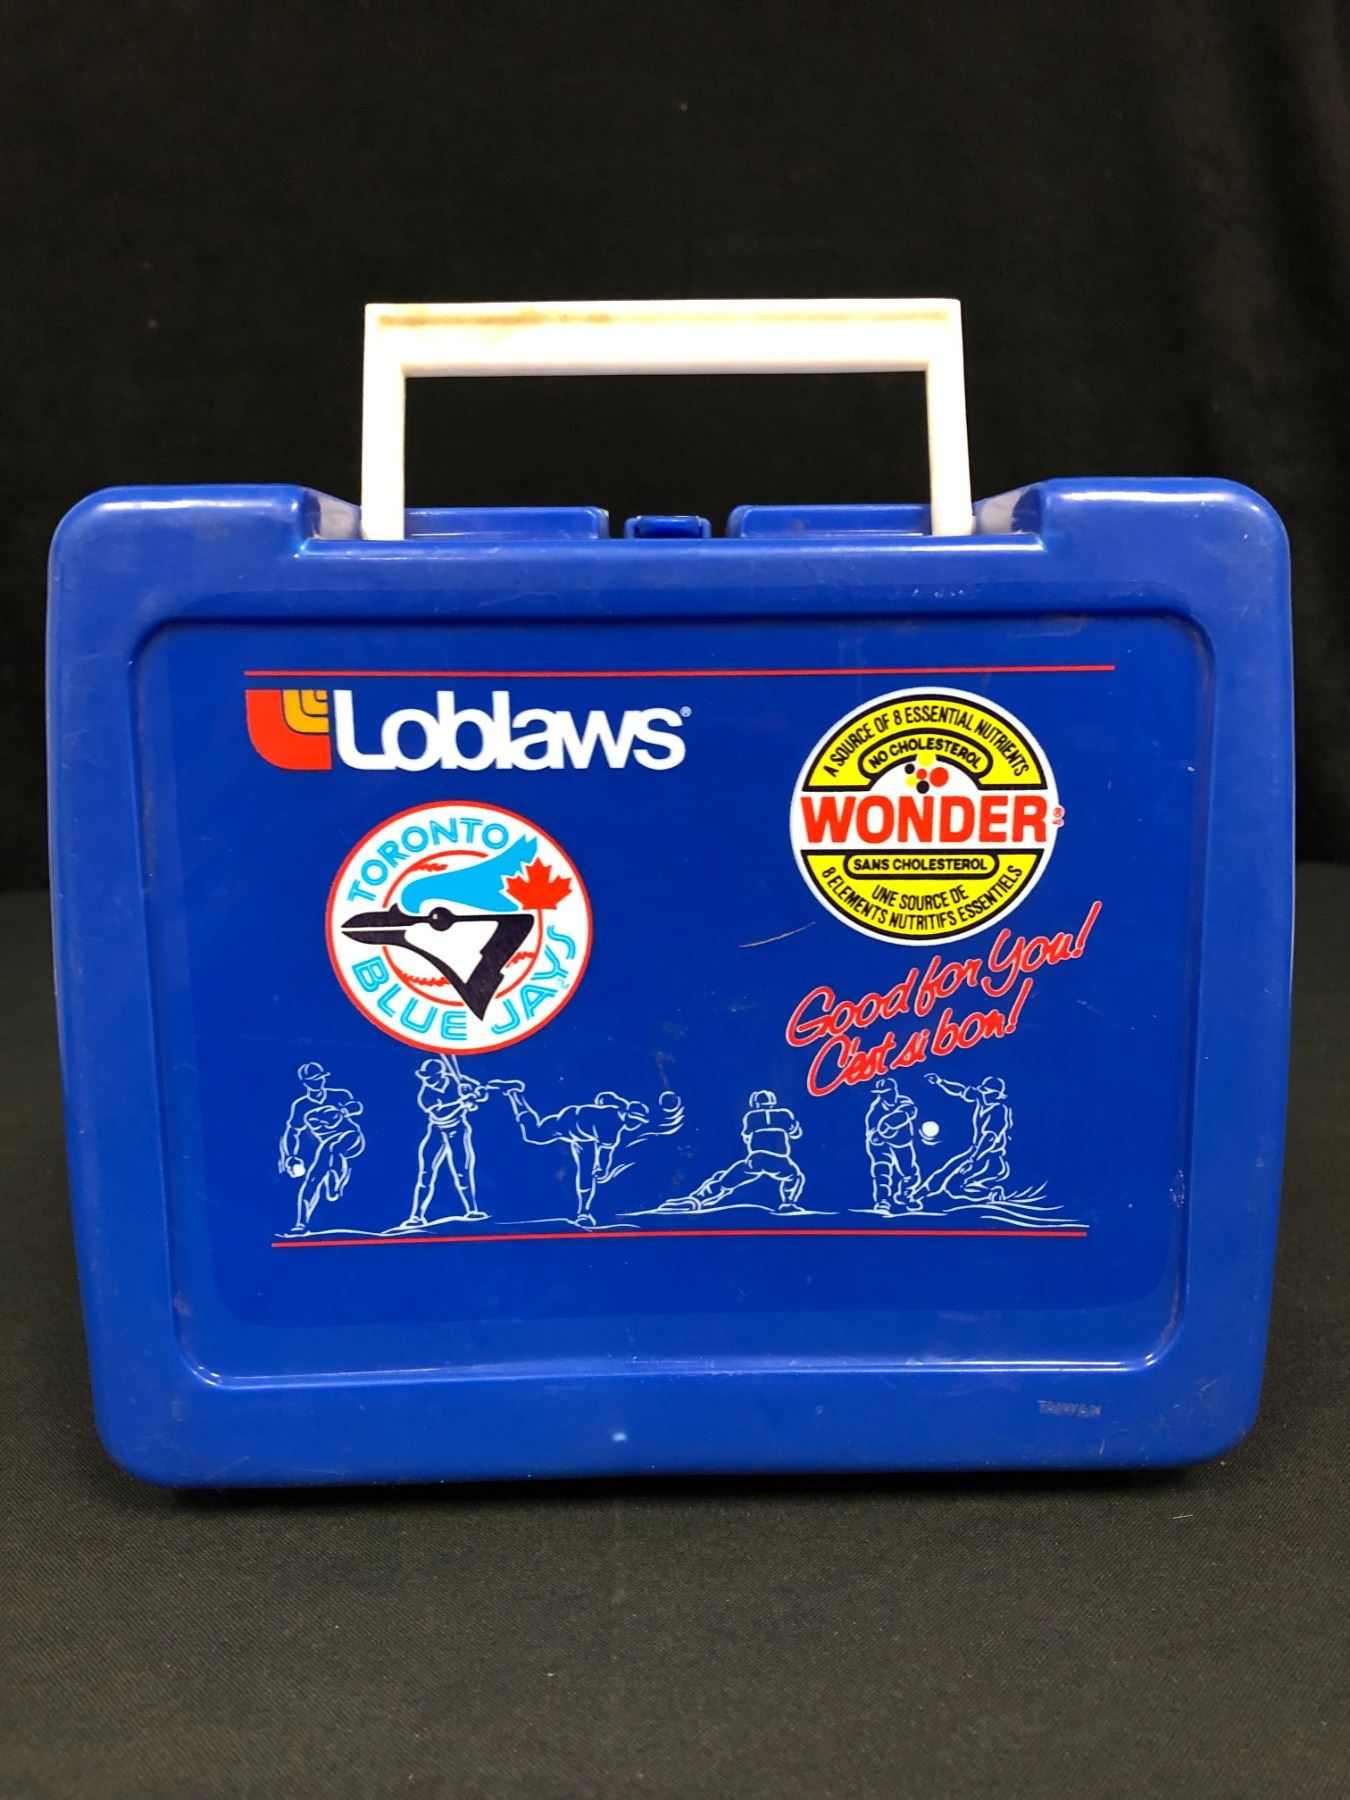 Loblaws®
TORONTO
BLUE JAYS
A SOURCE OF 8 ESSENTIAL NUTRIENTS
NO CHOLESTEROL
WONDER®
SANS CHOLESTEROL
UNE SOURCE DE
8 ELEMENTS NUTRITIFS ESSENTIELS
Good for You!
C'est si bon!
TAIWAN